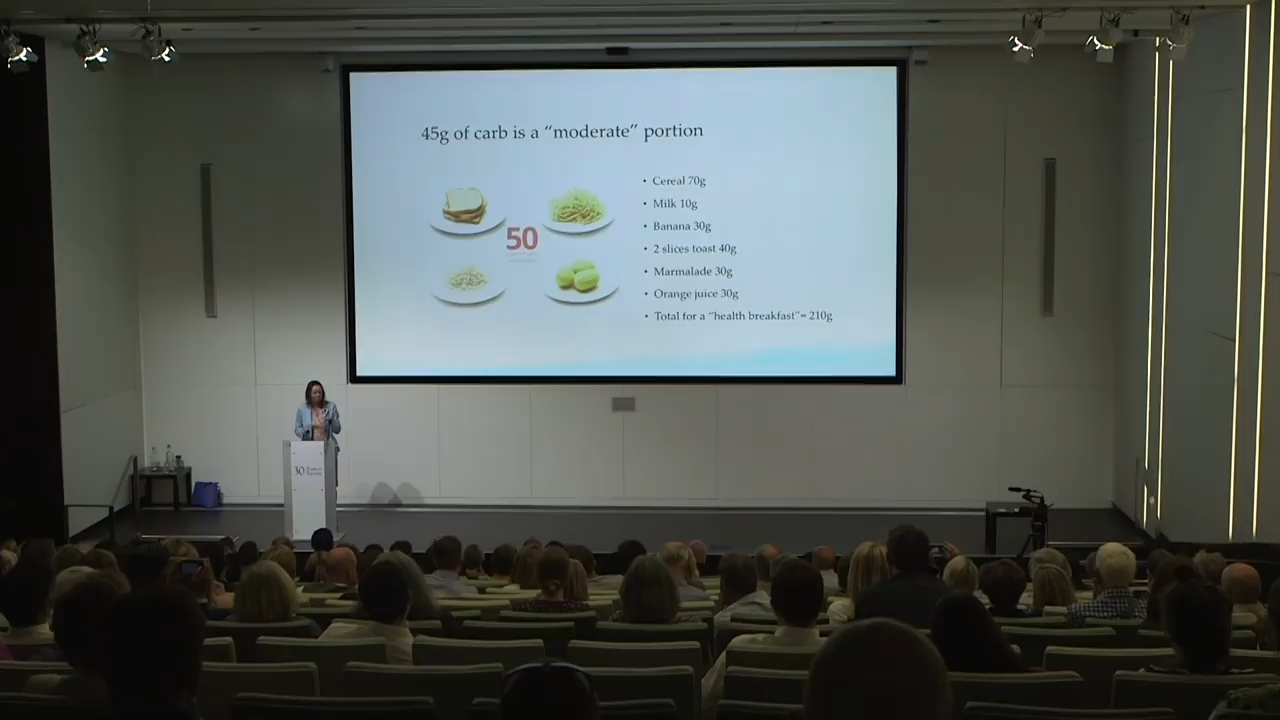 45g of carb is a “moderate” portion
50
• Cereal 70g
• Milk 10g
• Banana 30g
• 2 slices toast 40g
• Marmalade 30g
• Orange juice 30g
• Total for a “health breakfast”= 210g
30